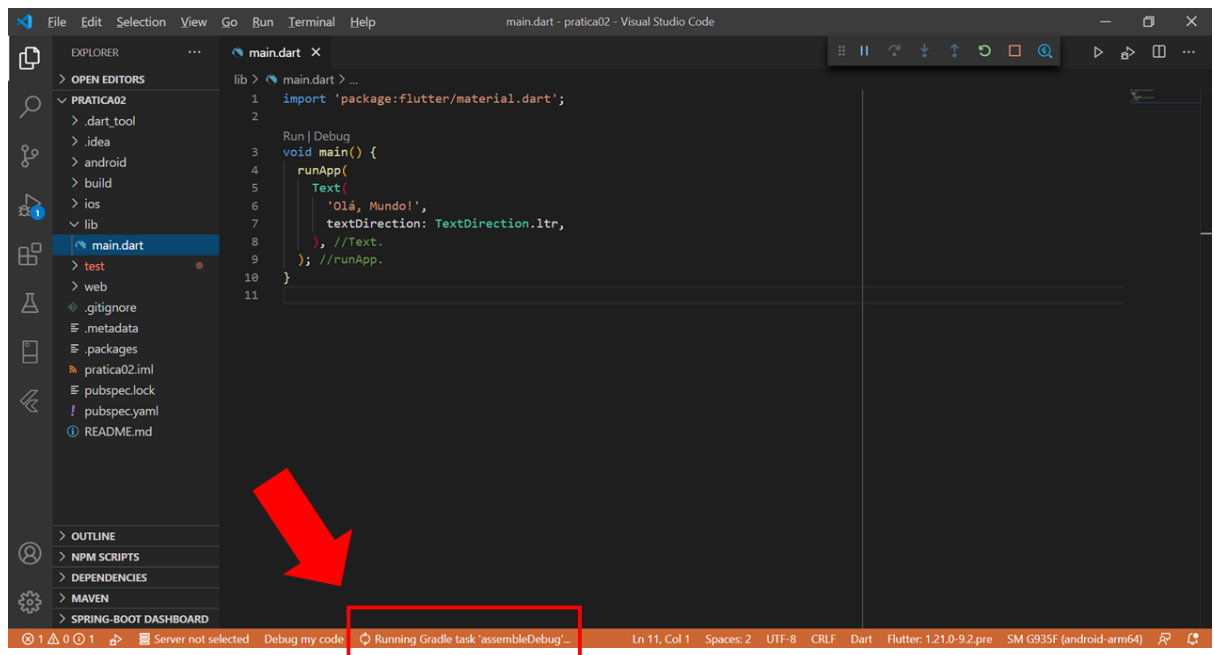 File Edit Selection View Go Run Terminal Help main.dart - pratica02 - Visual Studio Code
EXPLORER
OPEN EDITORS
PRATICA02
.dart_tool
.idea
android
build
ios
lib
main.dart
test
web
.gitignore
.metadata
.packages
pratica02.iml
pubspec.lock
pubspec.yaml
README.md
OUTLINE
NPM SCRIPTS
DEPENDENCIES
MAVEN
SPRING-BOOT DASHBOARD
1
main.dart
lib > main.dart > ...
1 import 'package:flutter/material.dart';
2
Run | Debug
3 void main() {
4 runApp(
5 Text(
6 'Olá, Mundo!',
7 textDirection: TextDirection.ltr,
8 ), //Text.
9 ); //runApp.
10 }
11
1 0 1 Server not selected Debug my code Running Gradle task 'assembleDebug'... Ln 11, Col 1 Spaces: 2 UTF-8 CRLF Dart Flutter: 1.21.0-9.2.pre SM G935F (android-arm64)